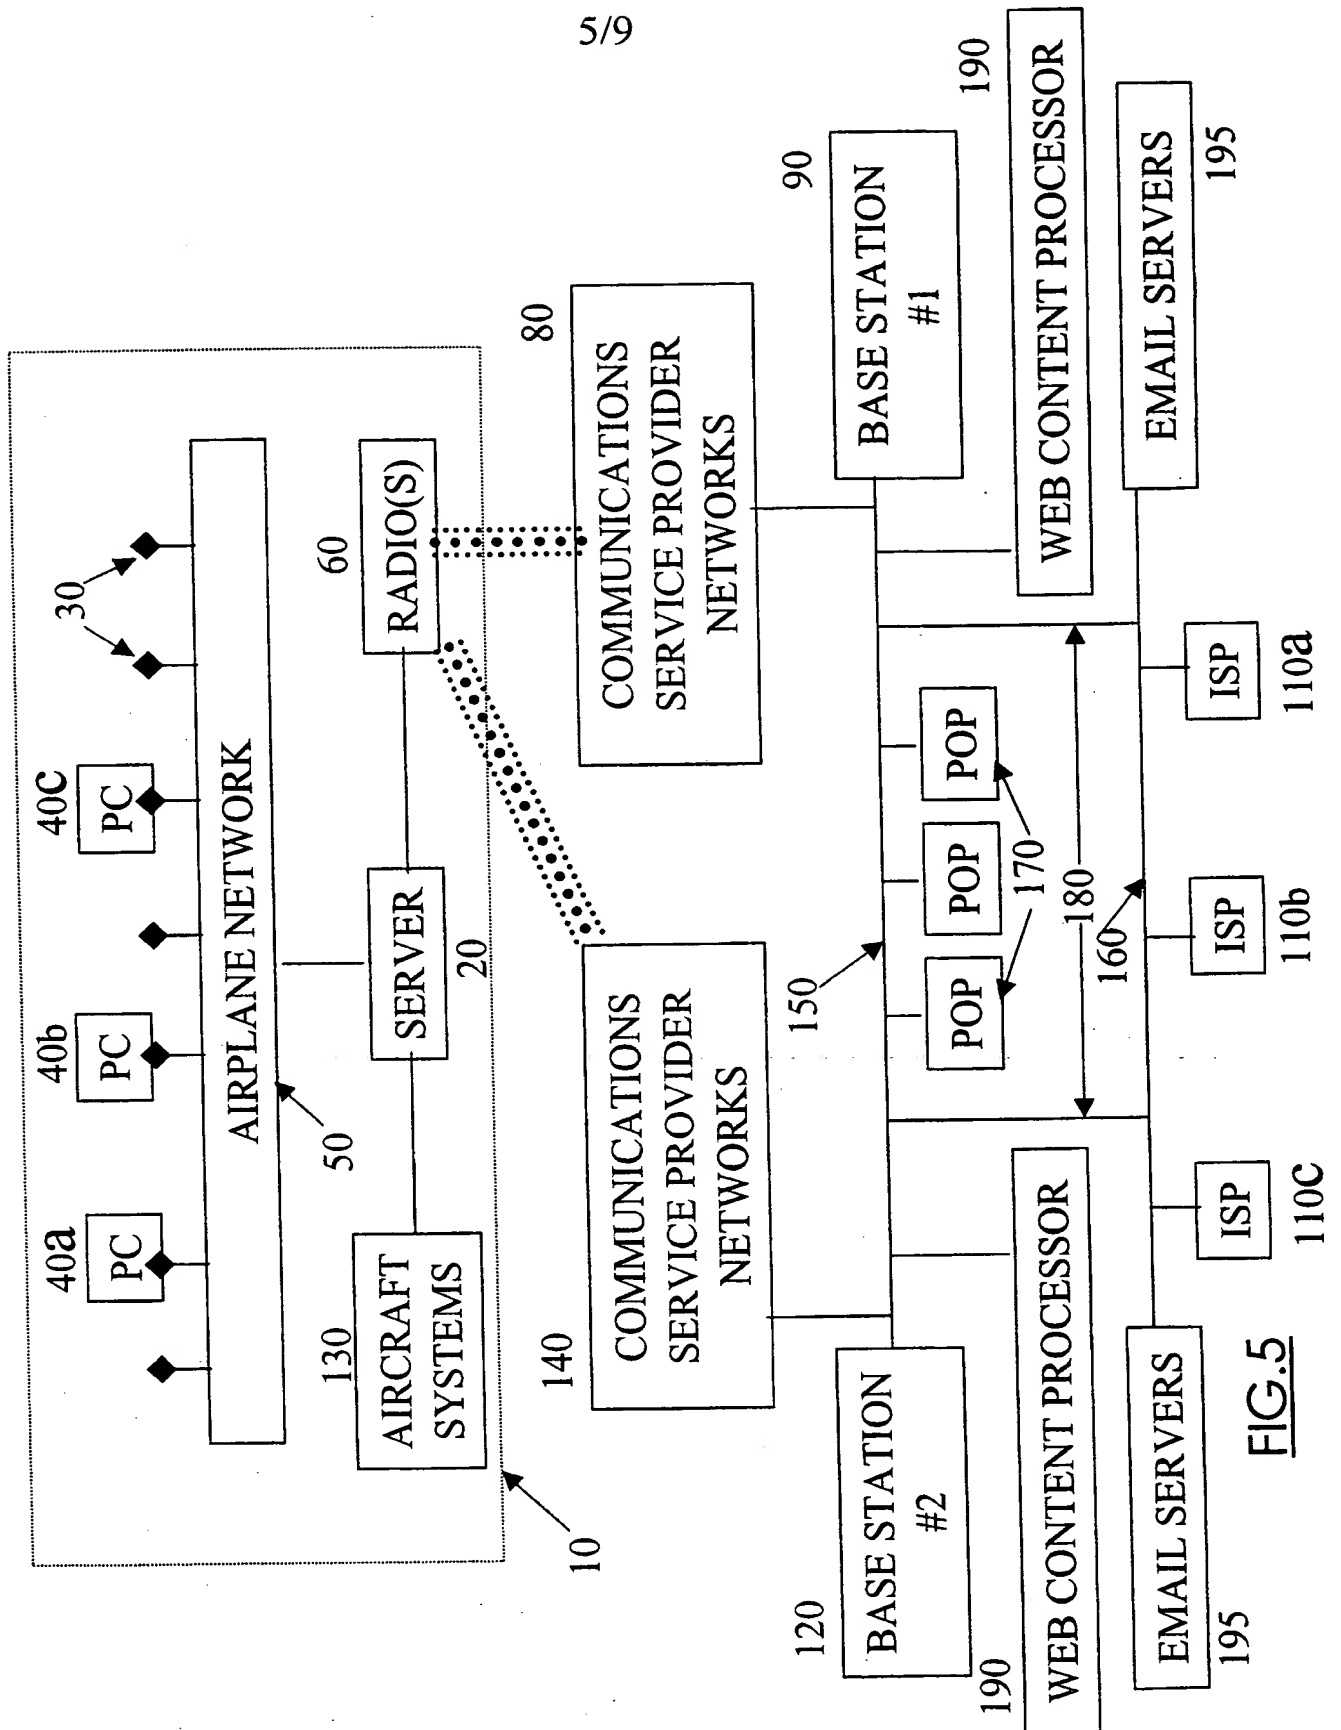 5/9
40a
40b
40c
30
PC
PC
PC
AIRPLANE NETWORK
50
130
60
AIRCRAFT
SYSTEMS
SERVER
RADIO(S)
20
10
140
80
COMMUNICATIONS
SERVICE PROVIDER
NETWORKS
COMMUNICATIONS
SERVICE PROVIDER
NETWORKS
120
150
90
BASE STATION
#2
BASE STATION
#1
POP
POP
POP
170
190
190
180
WEB CONTENT PROCESSOR
WEB CONTENT PROCESSOR
160
EMAIL SERVERS
EMAIL SERVERS
195
195
ISP
ISP
ISP
110c
110b
110a
FIG.5